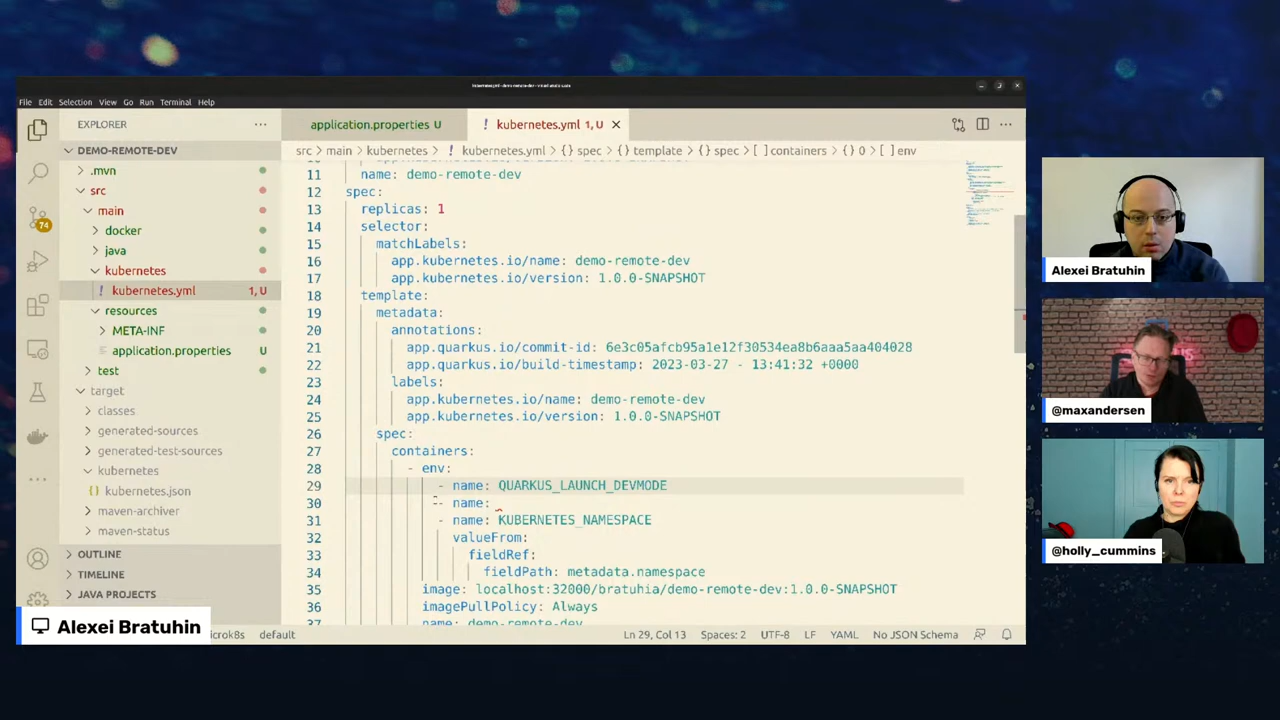 File Edit Selection View Go Run Terminal Help
EXPLORER
DEMO-REMOTE-DEV
.mvn
src
main
docker
java
kubernetes
kubernetes.yml 1, U
resources
META-INF
application.properties U
test
target
classes
generated-sources
generated-test-sources
kubernetes
kubernetes.json
maven-archiver
maven-status
OUTLINE
TIMELINE
JAVA PROJECTS
74
application.properties U
kubernetes.yml 1, U
src > main > kubernetes > ! kubernetes.yml > {} spec > {} template > {} spec > [ ] containers > {} 0 > [ ] env
11 name: demo-remote-dev
12 spec:
13 replicas: 1
14 selector:
15 matchLabels:
16 app.kubernetes.io/name: demo-remote-dev
17 app.kubernetes.io/version: 1.0.0-SNAPSHOT
18 template:
19 metadata:
20 annotations:
21 app.quarkus.io/commit-id: 6e3c05afcb95a1e12f30534ea8b6aaa5aa404028
22 app.quarkus.io/build-timestamp: 2023-03-27 - 13:41:32 +0000
23 labels:
24 app.kubernetes.io/name: demo-remote-dev
25 app.kubernetes.io/version: 1.0.0-SNAPSHOT
26 spec:
27 containers:
28 - env:
29 - name: QUARKUS_LAUNCH_DEVMODE
30 - name:
31 - name: KUBERNETES_NAMESPACE
32 valueFrom:
33 fieldRef:
34 fieldPath: metadata.namespace
35 image: localhost:32000/bratuhia/demo-remote-dev:1.0.0-SNAPSHOT
36 imagePullPolicy: Always
37 name: demo-remote-dev
default
Ln 29, Col 13 Spaces: 2 UTF-8 LF YAML No JSON Schema
Alexei Bratuhin
Alexei Bratuhin
@maxandersen
@holly_cummins